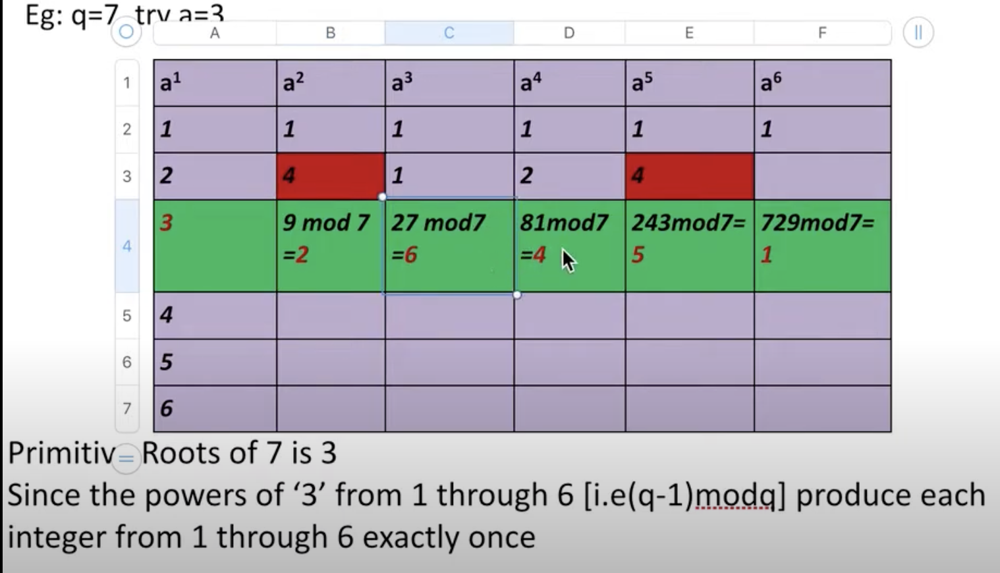 Eg: q=7, try a=3
A B C D E F
1 a¹ a² a³ a⁴ a⁵ a⁶
2 1 1 1 1 1 1
3 2 4 1 2 4
4 3 9 mod 7 =2 27 mod7 =6 81mod7 =4 243mod7= 5 729mod7= 1
5 4
6 5
7 6
Primitiv = Roots of 7 is 3
Since the powers of ‘3’ from 1 through 6 [i.e(q-1)modq] produce each
integer from 1 through 6 exactly once